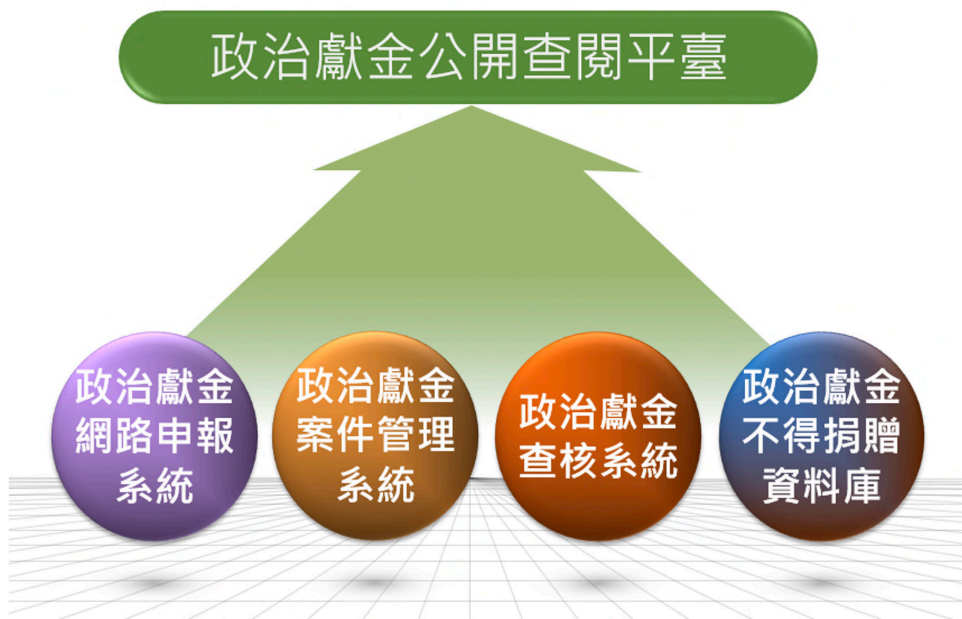 政治獻金公開查閱平臺
政治獻金
網路申報
系統
政治獻金
案件管理
系統
政治獻金
查核系統
政治獻金
不得捐贈
資料庫